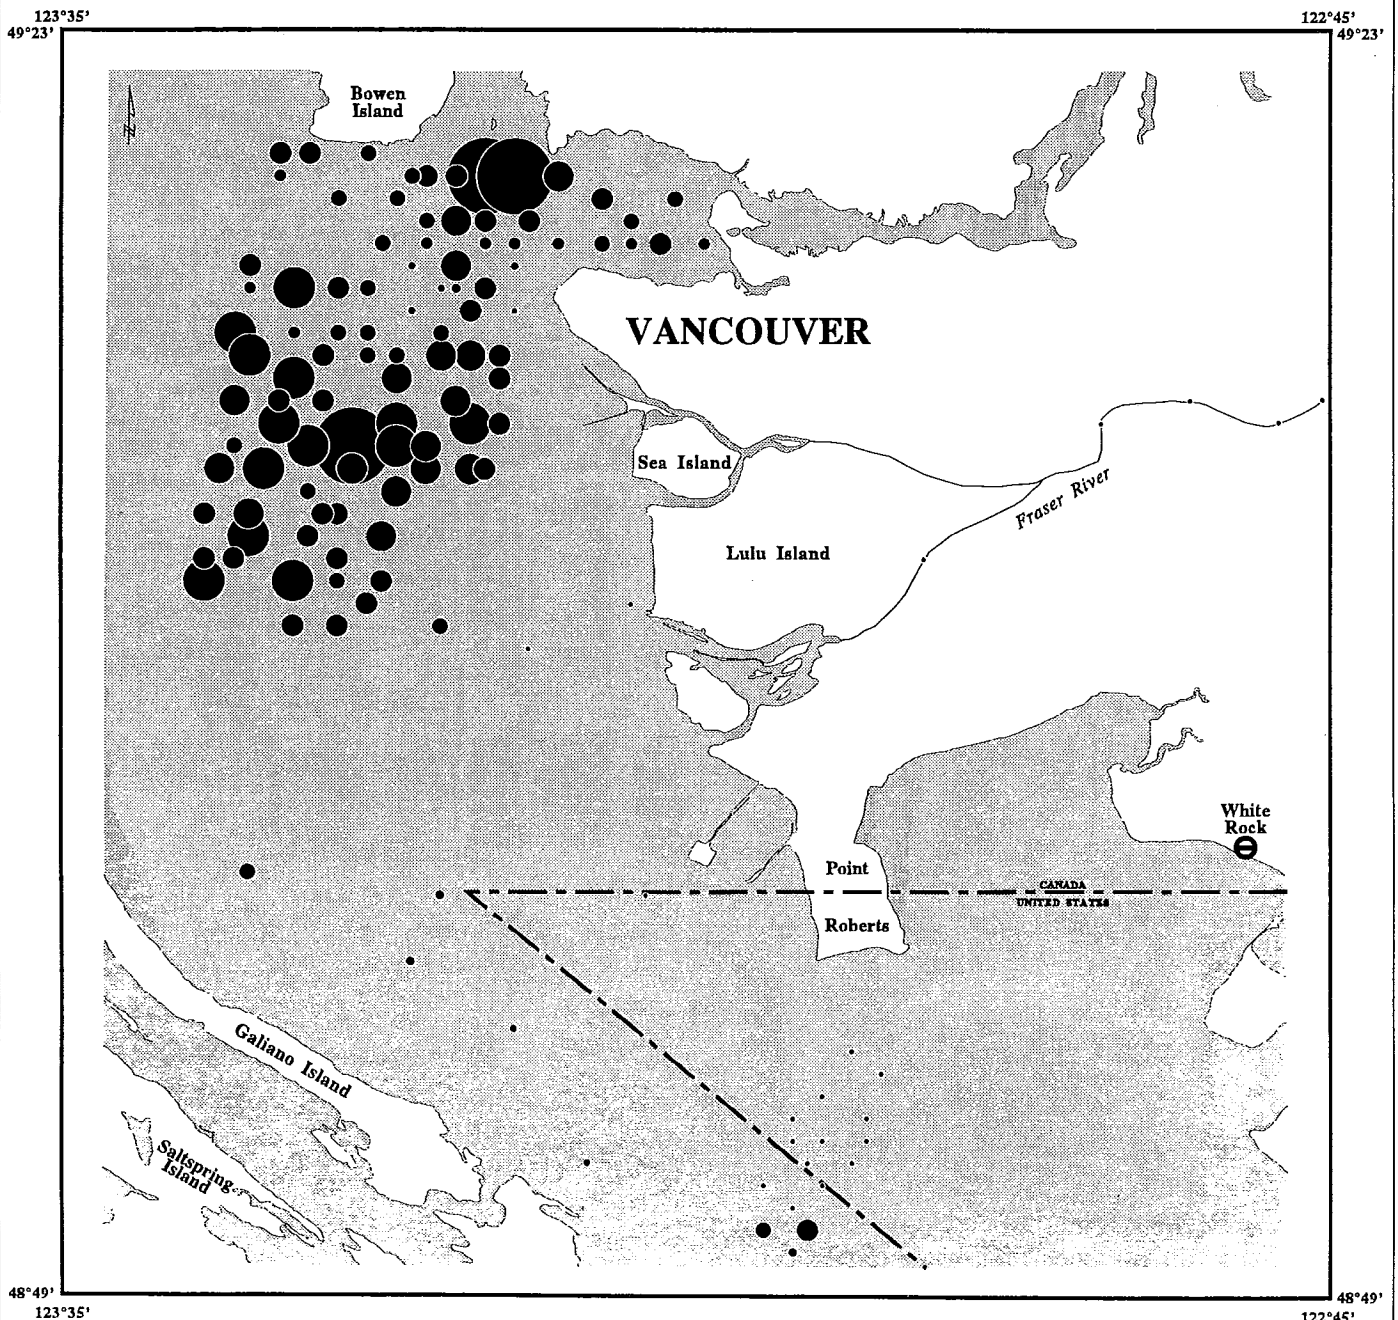 123°35'
122°45'
49°23'
49°23'
Bowen
Island
VANCOUVER
Sea Island
Fraser River
Lulu Island
White
Rock
Point
CANADA
UNITED STATES
Roberts
Galiano Island
Saltspring
Island
48°49'
48°49'
123°35'
122°45'